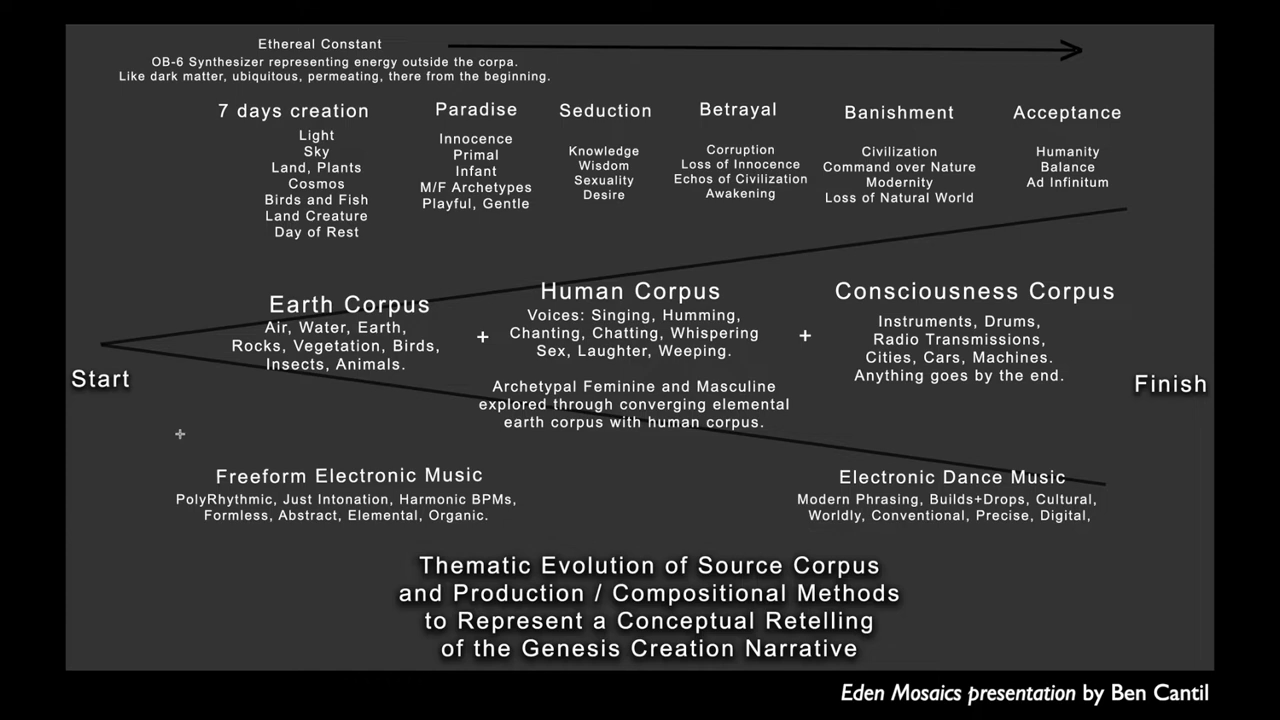 Ethereal Constant
OB-6 Synthesizer representing energy outside the corpa.
Like dark matter, ubiquitous, permeating, there from the beginning.
7 days creation
Light
Sky
Land, Plants
Cosmos
Birds and Fish
Land Creature
Day of Rest
Paradise
Innocence
Primal
Infant
M/F Archetypes
Playful, Gentle
Seduction
Knowledge
Wisdom
Sexuality
Desire
Betrayal
Corruption
Loss of Innocence
Echos of Civilization
Awakening
Banishment
Civilization
Command over Nature
Modernity
Loss of Natural World
Acceptance
Humanity
Balance
Ad Infinitum
Start
Earth Corpus
Air, Water, Earth,
Rocks, Vegetation, Birds,
Insects, Animals.
+
Human Corpus
Voices: Singing, Humming,
Chanting, Chatting, Whispering
Sex, Laughter, Weeping.
Archetypal Feminine and Masculine
explored through converging elemental
earth corpus with human corpus.
+
Consciousness Corpus
Instruments, Drums,
Radio Transmissions,
Cities, Cars, Machines.
Anything goes by the end.
Finish
Freeform Electronic Music
PolyRhythmic, Just Intonation, Harmonic BPMs,
Formless, Abstract, Elemental, Organic.
Electronic Dance Music
Modern Phrasing, Builds+Drops, Cultural,
Worldly, Conventional, Precise, Digital,
Thematic Evolution of Source Corpus
and Production / Compositional Methods
to Represent a Conceptual Retelling
of the Genesis Creation Narrative
Eden Mosaics presentation by Ben Cantil